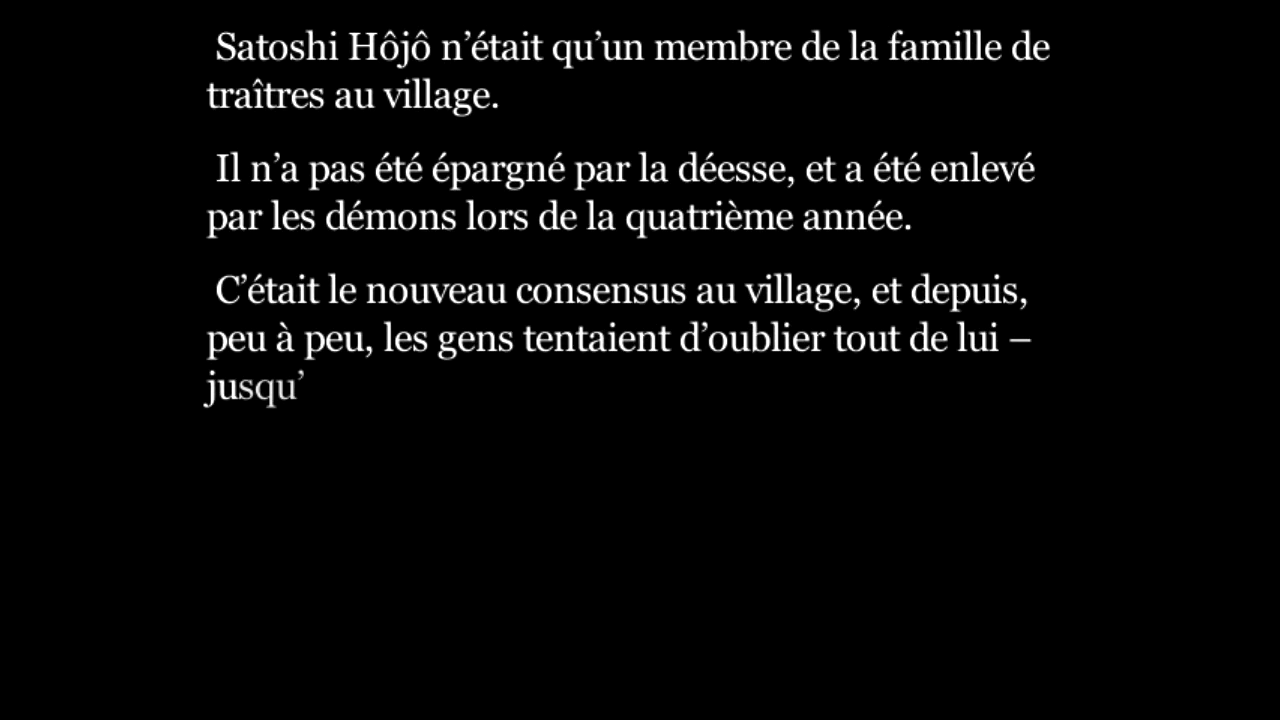 Satoshi Hôjô n’était qu’un membre de la famille de
traîtres au village.
Il n’a pas été épargné par la déesse, et a été enlevé
par les démons lors de la quatrième année.
C’était le nouveau consensus au village, et depuis,
peu à peu, les gens tentaient d’oublier tout de lui –
jusqu’